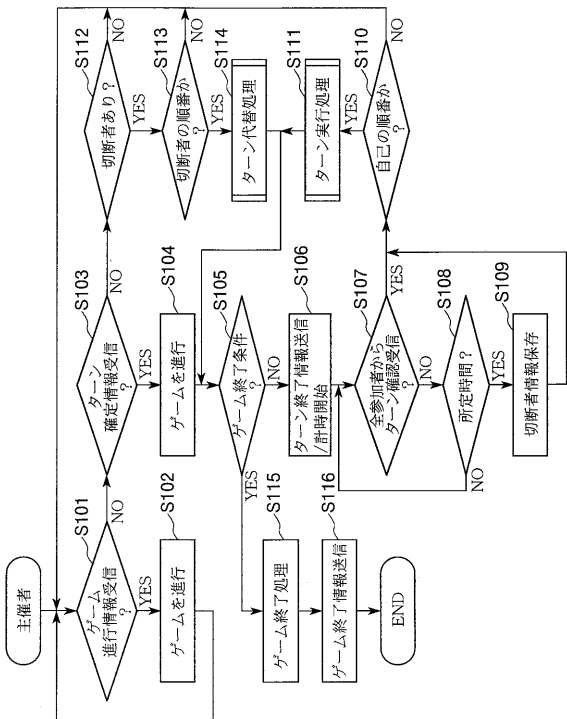 主催者
S101
ゲーム
進行情報受信
?
NO
YES
S102
ゲームを進行
S103
ターン
確定情報受信
?
NO
YES
S104
ゲームを進行
S105
ゲーム終了条件
?
YES
NO
S106
ターン終了情報送信
/計時開始
S107
全参加者から
ターン確認受信
?
YES
NO
S108
所定時間?
NO
YES
S109
切断者情報保存
S110
自己の順番か
?
NO
YES
S111
ターン実行処理
S112
切断者あり?
NO
YES
S113
切断者の順番か
?
NO
YES
S114
ターン代替処理
S115
ゲーム終了処理
S116
ゲーム終了情報送信
END